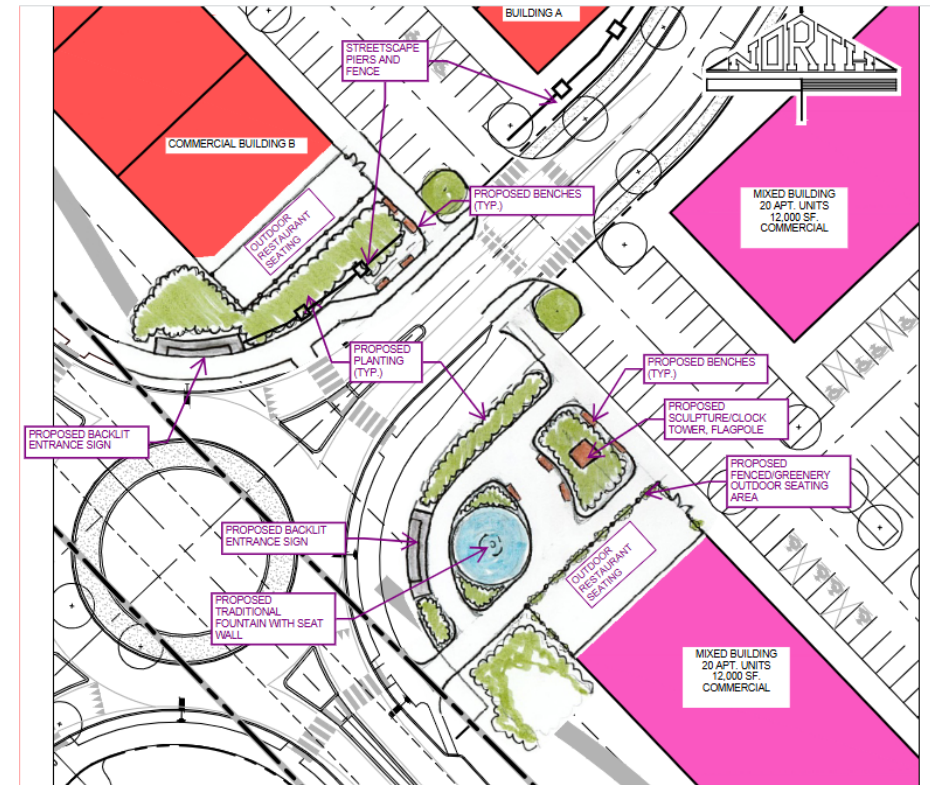 BUILDING A
NORTH
STREETSCAPE
PIERS AND
FENCE
COMMERCIAL BUILDING B
PROPOSED BENCHES
(TYP.)
MIXED BUILDING
20 APT. UNITS
12,000 SF.
COMMERCIAL
OUTDOOR
RESTAURANT
SEATING
PROPOSED
PLANTING
(TYP.)
PROPOSED BENCHES
(TYP.)
PROPOSED
SCULPTURE/CLOCK
TOWER, FLAGPOLE
PROPOSED BACKLIT
ENTRANCE SIGN
PROPOSED
FENCED/GREENERY
OUTDOOR SEATING
AREA
PROPOSED BACKLIT
ENTRANCE SIGN
OUTDOOR
RESTAURANT
SEATING
PROPOSED
TRADITIONAL
FOUNTAIN WITH SEAT
WALL
MIXED BUILDING
20 APT. UNITS
12,000 SF.
COMMERCIAL